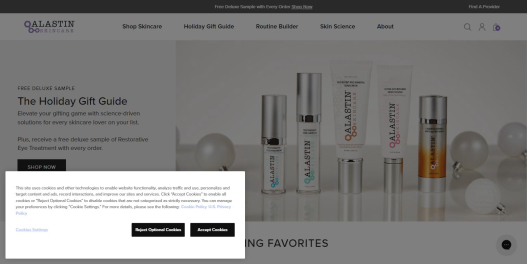 Free Deluxe Sample with Every Order Shop Now
Find A Provider
ALASTIN
SKINCARE
Shop Skincare
Holiday Gift Guide
Routine Builder
Skin Science
About
FREE DELUXE SAMPLE
The Holiday Gift Guide
Elevate your gifting game with science-driven
solutions for every skincare lover on your list.
Plus, receive a free deluxe sample of Restorative
Eye Treatment with every order.
SHOP NOW
ALASTIN
ALASTIN
ALASTIN
ALASTIN
ALASTIN
This site uses cookies and other technologies to enable website functionality, analyze traffic and use, personalize and
target content and ads, record interactions, and improve our sites and services. Click "Accept Cookies" to enable all
cookies or "Reject Optional Cookies" to disable cookies that are not categorized as strictly necessary. You can manage
your preferences by clicking "Cookie Settings". For more details, please see the following: Cookie Policy U.S. Privacy
Policy
Cookies Settings
Reject Optional Cookies
Accept Cookies
NG FAVORITES